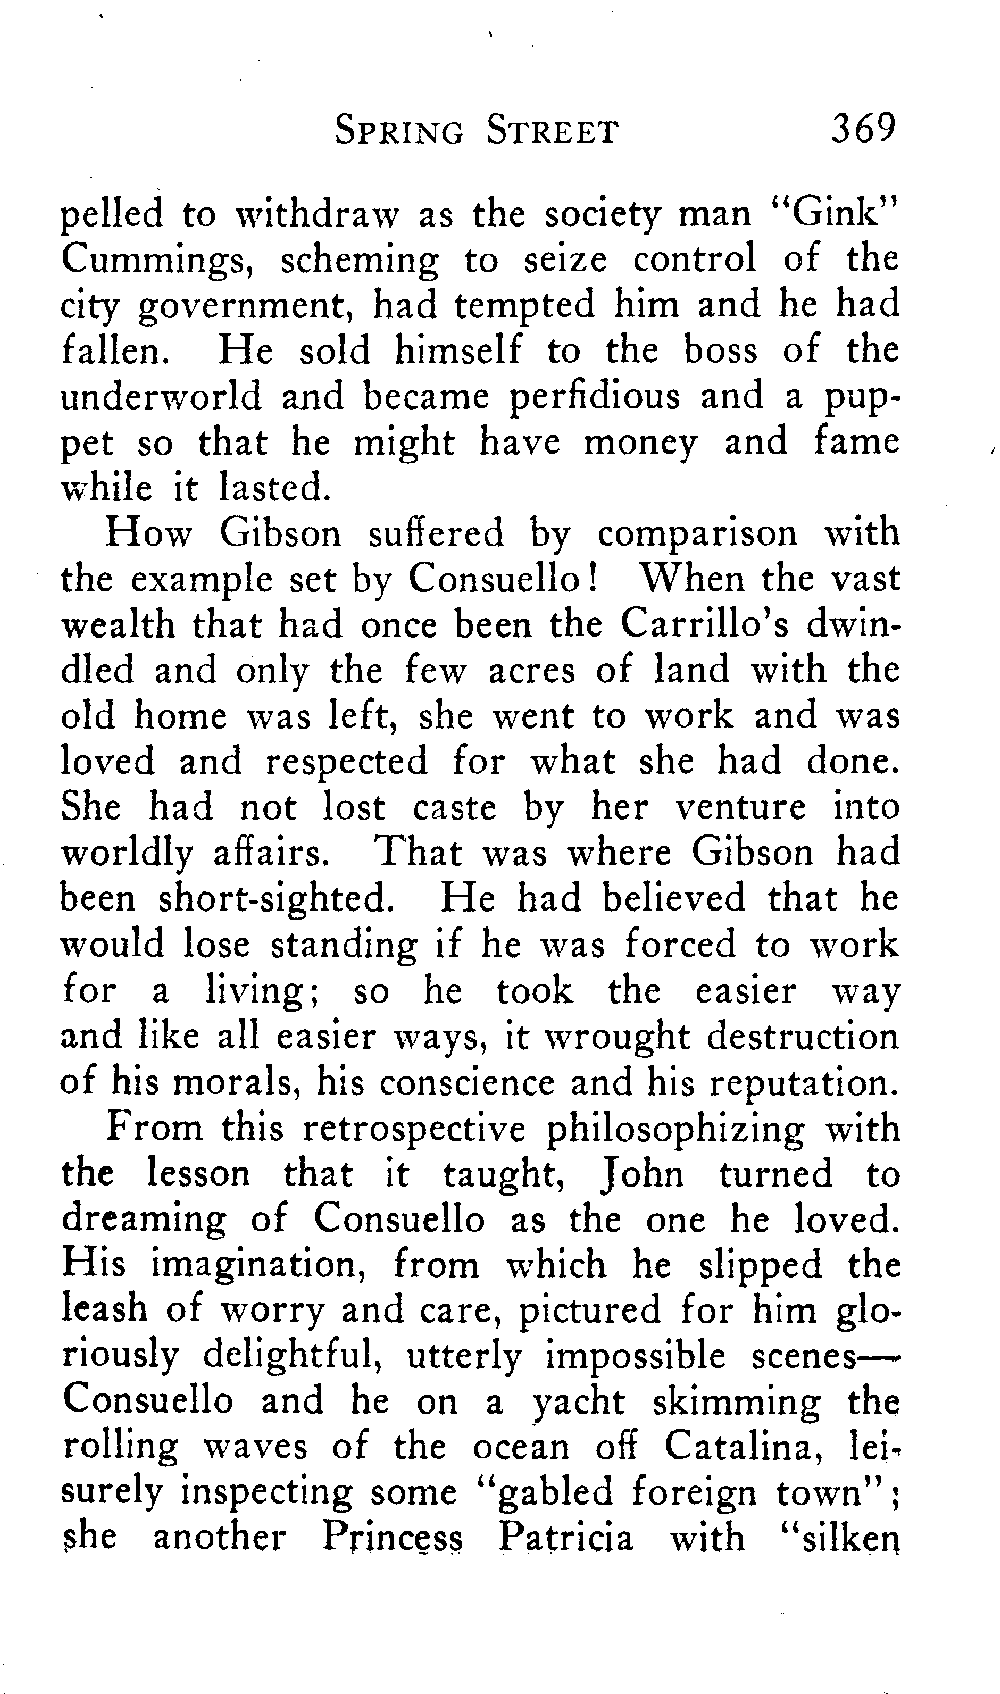 SPRING STREET 369
pelled to withdraw as the society man "Gink"
Cummings, scheming to seize control of the
city government, had tempted him and he had
fallen. He sold himself to the boss of the
underworld and became perfidious and a pup-
pet so that he might have money and fame
while it lasted.
How Gibson suffered by comparison with
the example set by Consuello! When the vast
wealth that had once been the Carrillo's dwin-
dled and only the few acres of land with the
old home was left, she went to work and was
loved and respected for what she had done.
She had not lost caste by her venture into
worldly affairs. That was where Gibson had
been short-sighted. He had believed that he
would lose standing if he was forced to work
for a living; so he took the easier way
and like all easier ways, it wrought destruction
of his morals, his conscience and his reputation.
From this retrospective philosophizing with
the lesson that it taught, John turned to
dreaming of Consuello as the one he loved.
His imagination, from which he slipped the
leash of worry and care, pictured for him glo-
riously delightful, utterly impossible scenes—
Consuello and he on a yacht skimming the
rolling waves of the ocean off Catalina, lei-
surely inspecting some "gabled foreign town";
she another Princess Patricia with "silken